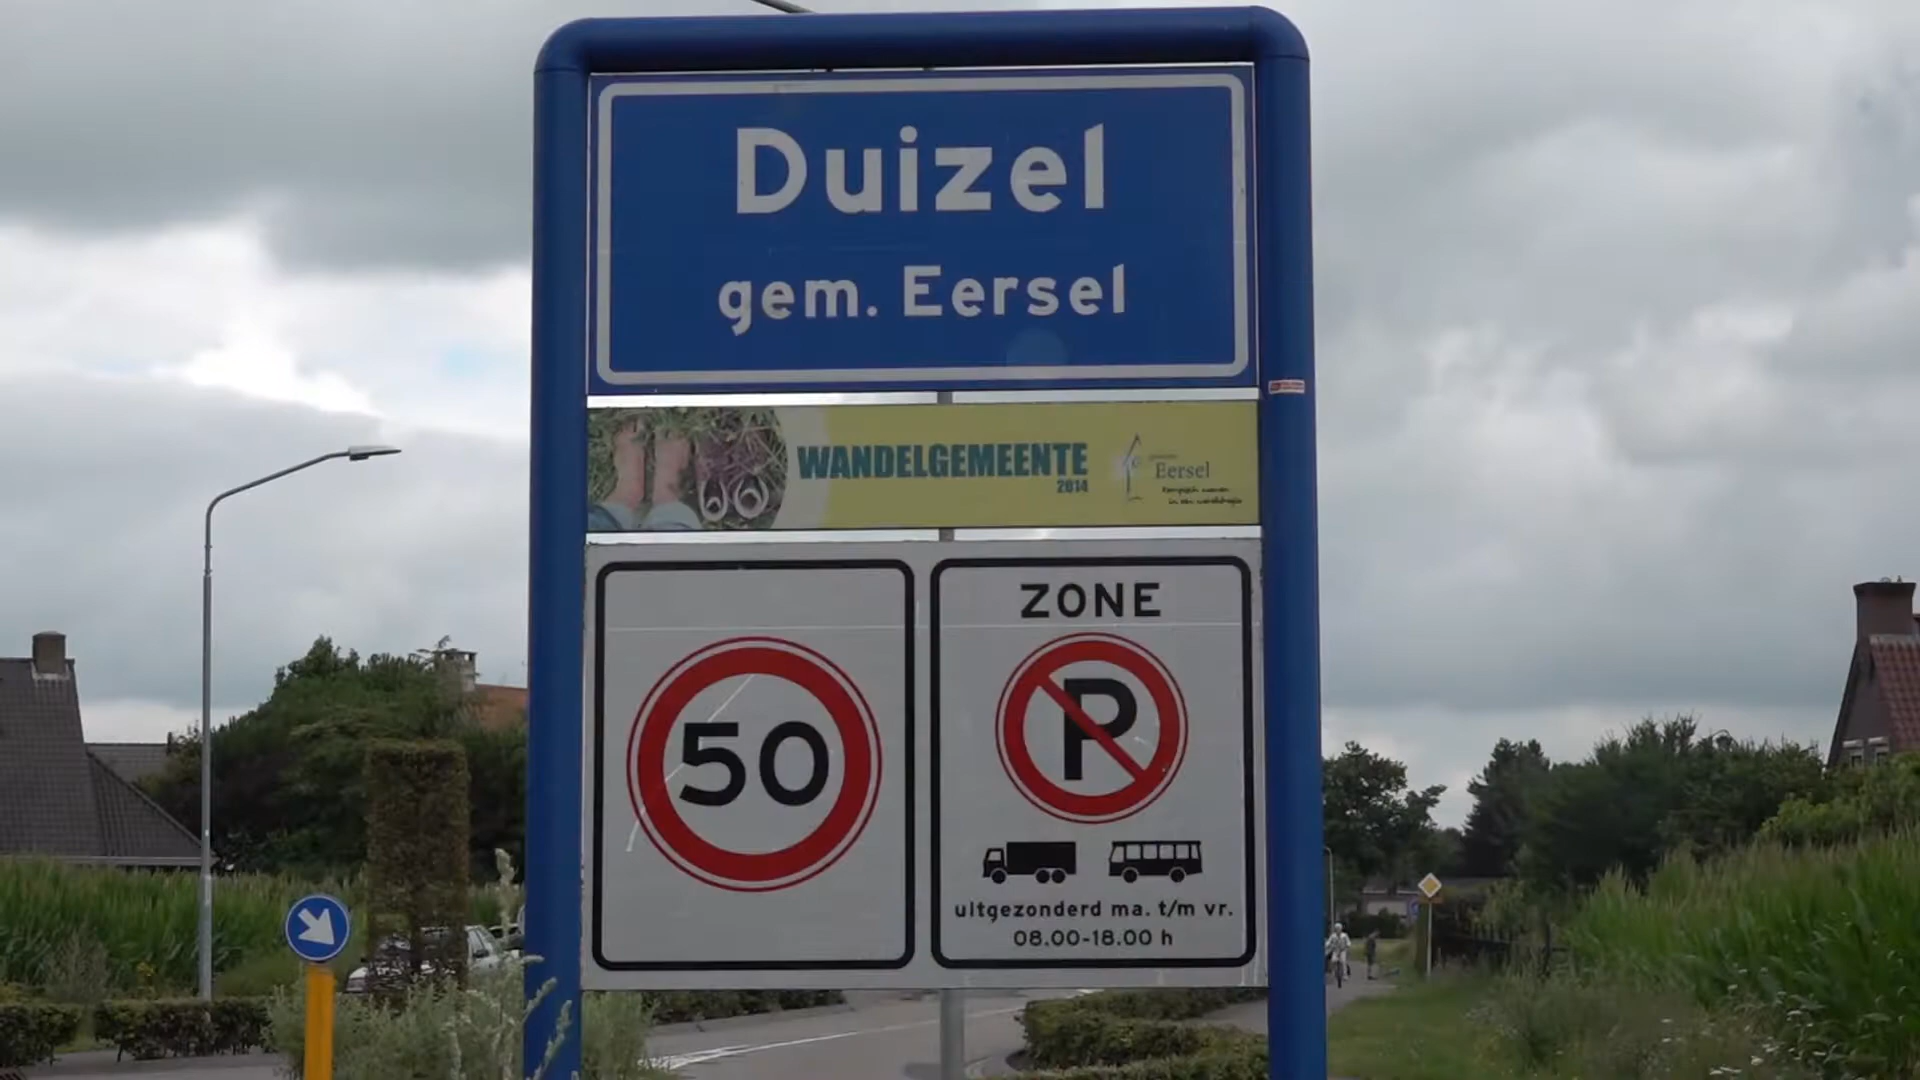 Duizel
gem. Eersel
WANDELGEMEENTE
2014
Eersel
50
ZONE
P
uitgezonderd ma. t/m vr.
08.00-18.00 h